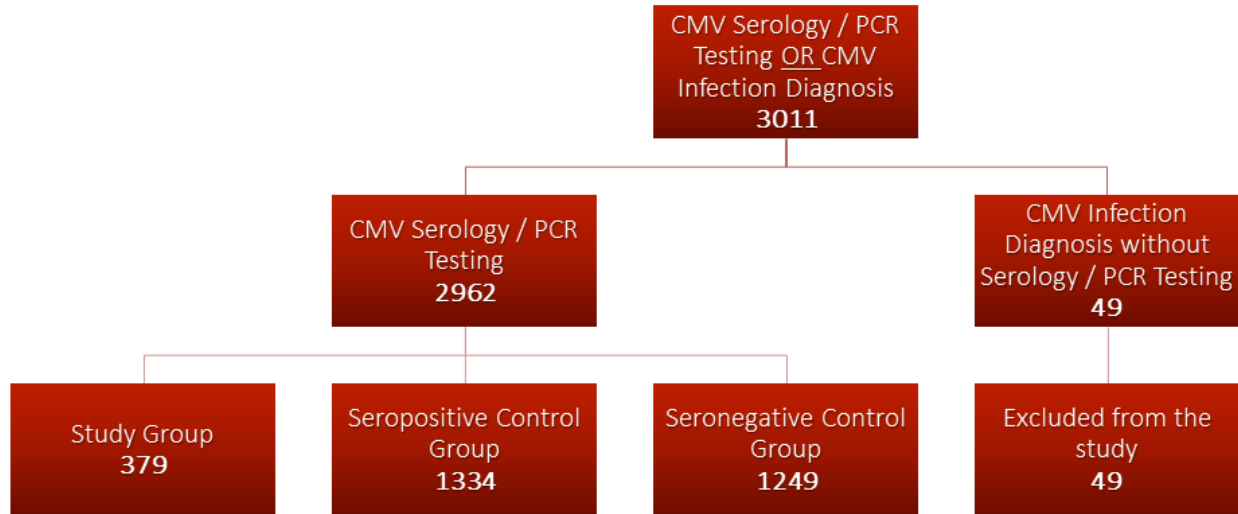 CMV Serology / PCR
Testing OR CMV
Infection Diagnosis
3011
CMV Serology / PCR
Testing
2962
CMV Infection
Diagnosis without
Serology / PCR Testing
49
Study Group
379
Seropositive Control
Group
1334
Seronegative Control
Group
1249
Excluded from the
study
49